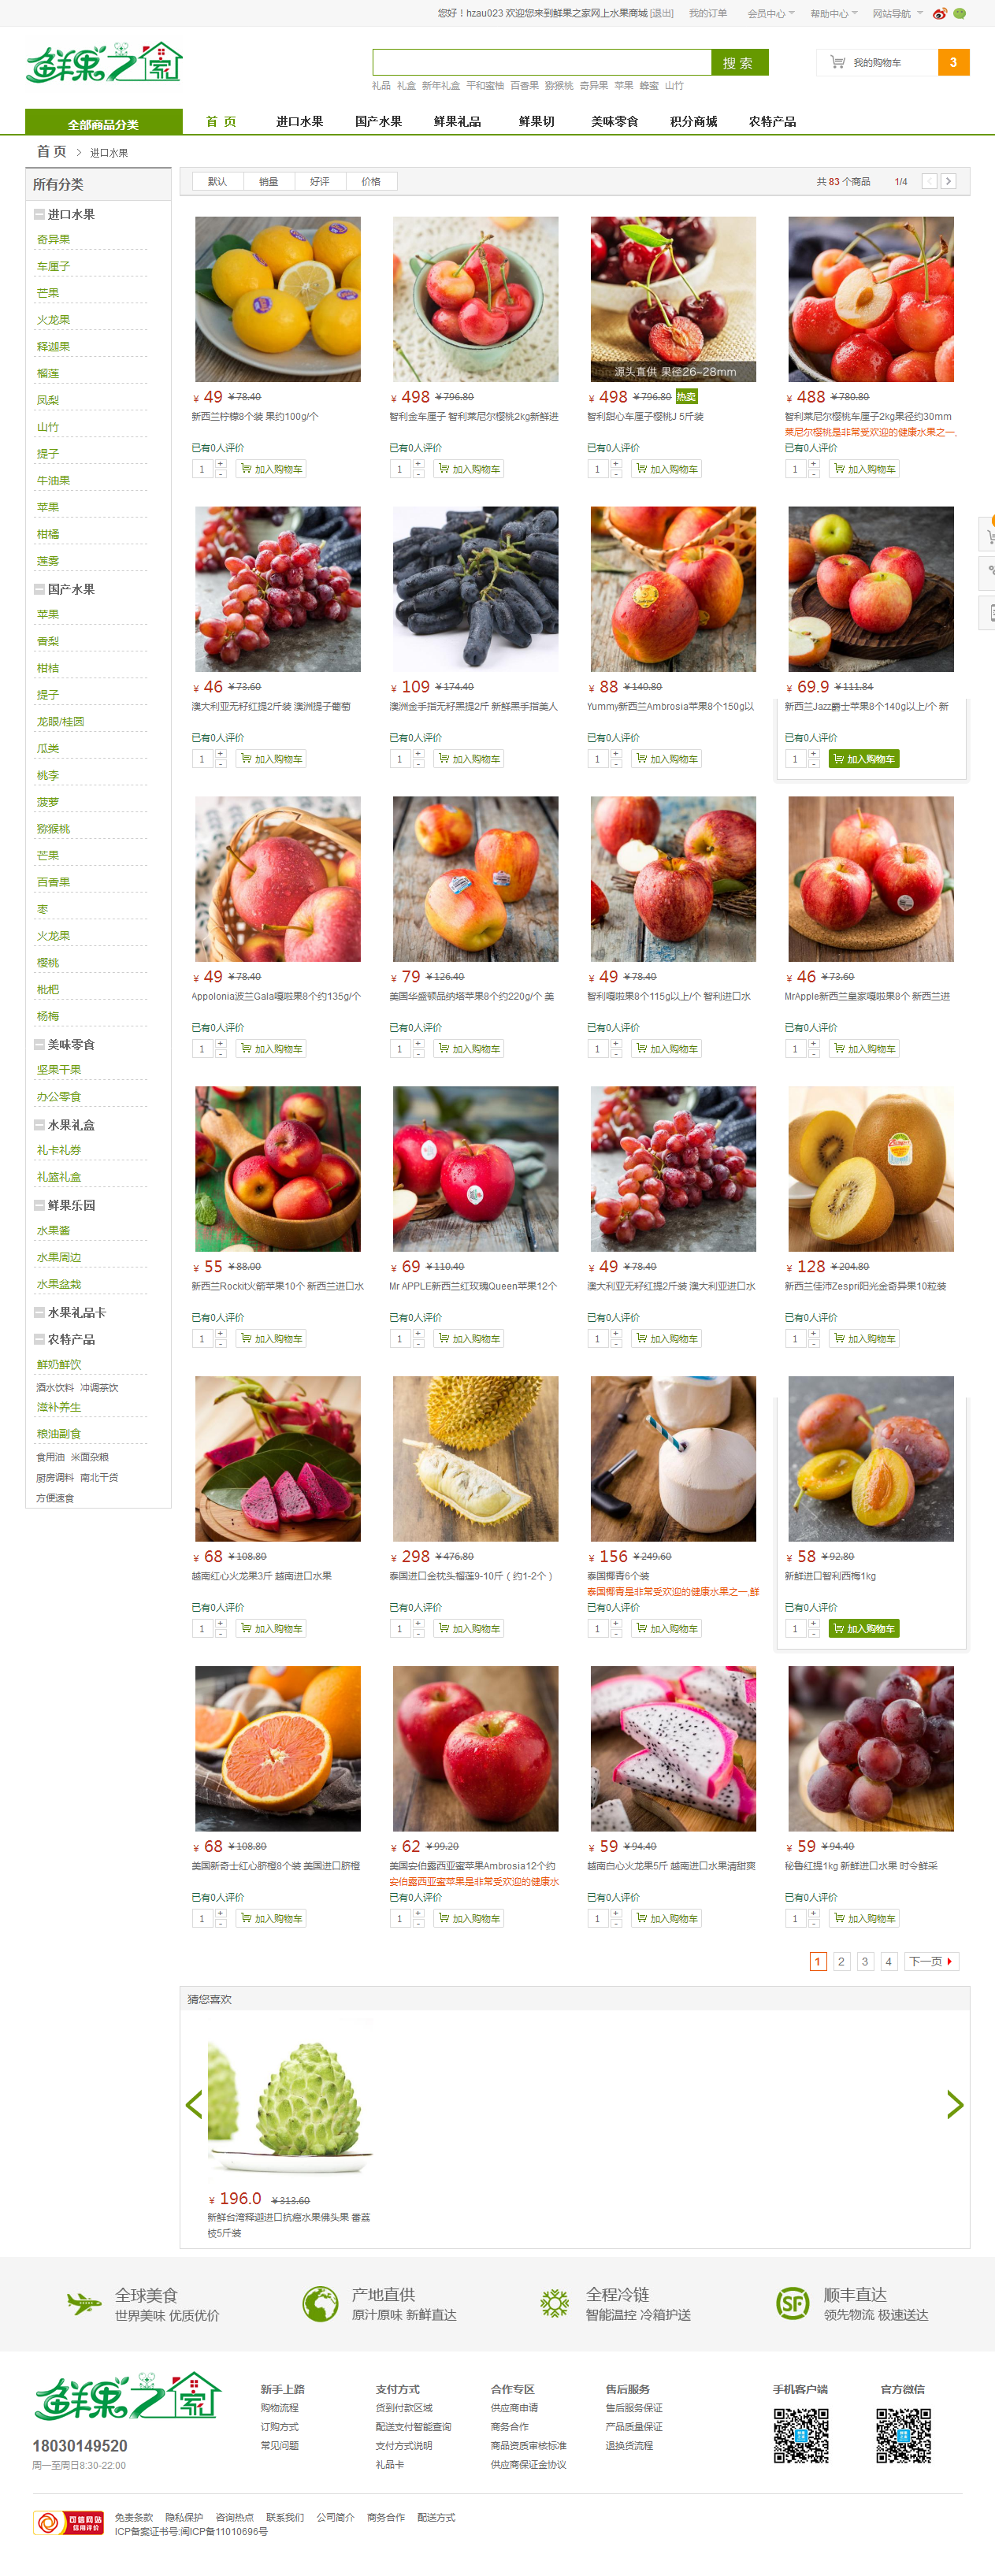 您好！hzau023 欢迎您来到鲜果之家网上水果商城 [退出] 我的订单 会员中心 帮助中心 网站导航
鲜果之家
搜 索
我的购物车 3
礼品 礼盒 新年礼盒 平和蜜柚 百香果 猕猴桃 奇异果 苹果 蜂蜜 山竹
全部商品分类 首 页 进口水果 国产水果 鲜果礼品 鲜果切 美味零食 积分商城 农特产品
首 页 > 进口水果
所有分类
进口水果
奇异果
车厘子
芒果
火龙果
释迦果
榴莲
凤梨
山竹
提子
牛油果
苹果
柑橘
莲雾
国产水果
苹果
香梨
柑桔
提子
龙眼/桂圆
瓜类
桃李
菠萝
猕猴桃
芒果
百香果
枣
火龙果
樱桃
枇杷
杨梅
美味零食
坚果干果
办公零食
水果礼盒
礼卡礼券
礼篮礼盒
鲜果乐园
水果酱
水果周边
水果盆栽
水果礼品卡
农特产品
鲜奶鲜饮
酒水饮料 冲调茶饮
滋补养生
粮油副食
食用油 米面杂粮
厨房调料 南北干货
方便速食
默认 销量 好评 价格 共 83 个商品 1/4 < >
¥ 49 ¥78.40
新西兰柠檬8个装 果约100g/个
已有0人评价
1 + - 加入购物车
¥ 498 ¥796.80
智利金车厘子 智利莱尼尔樱桃2kg新鲜进
已有0人评价
1 + - 加入购物车
源头直供 果径26~28mm
¥ 498 ¥796.80 热卖
智利甜心车厘子樱桃J 5斤装
已有0人评价
1 + - 加入购物车
¥ 488 ¥780.80
智利莱尼尔樱桃车厘子2kg果径约30mm
莱尼尔樱桃是非常受欢迎的健康水果之一,
已有0人评价
1 + - 加入购物车
¥ 46 ¥73.60
澳大利亚无籽红提2斤装 澳洲提子葡萄
已有0人评价
1 + - 加入购物车
¥ 109 ¥174.40
澳洲金手指无籽黑提2斤 新鲜黑手指美人
已有0人评价
1 + - 加入购物车
¥ 88 ¥140.80
Yummy新西兰Ambrosia苹果8个150g以
已有0人评价
1 + - 加入购物车
¥ 69.9 ¥111.84
新西兰Jazz爵士苹果8个140g以上/个 新
已有0人评价
1 + - 加入购物车
¥ 49 ¥78.40
Appolonia波兰Gala嘎啦果8个约135g/个
已有0人评价
1 + - 加入购物车
¥ 79 ¥126.40
美国华盛顿品纳塔苹果8个约220g/个 美
已有0人评价
1 + - 加入购物车
¥ 49 ¥78.40
智利嘎啦果8个115g以上/个 智利进口水
已有0人评价
1 + - 加入购物车
¥ 46 ¥73.60
MrApple新西兰皇家嘎啦果8个 新西兰进
已有0人评价
1 + - 加入购物车
¥ 55 ¥88.00
新西兰Rockit火箭苹果10个 新西兰进口水
已有0人评价
1 + - 加入购物车
¥ 69 ¥110.40
Mr APPLE新西兰红玫瑰Queen苹果12个
已有0人评价
1 + - 加入购物车
¥ 49 ¥78.40
澳大利亚无籽红提2斤装 澳大利亚进口水
已有0人评价
1 + - 加入购物车
¥ 128 ¥204.80
新西兰佳沛Zespri阳光金奇异果10粒装
已有0人评价
1 + - 加入购物车
¥ 68 ¥108.80
越南红心火龙果3斤 越南进口水果
已有0人评价
1 + - 加入购物车
¥ 298 ¥476.80
泰国进口金枕头榴莲9-10斤（约1-2个）
已有0人评价
1 + - 加入购物车
¥ 156 ¥249.60
泰国椰青6个装
泰国椰青是非常受欢迎的健康水果之一,鲜
已有0人评价
1 + - 加入购物车
¥ 58 ¥92.80
新鲜进口智利西梅1kg
已有0人评价
1 + - 加入购物车
¥ 68 ¥108.80
美国新奇士红心脐橙8个装 美国进口脐橙
已有0人评价
1 + - 加入购物车
¥ 62 ¥99.20
美国安伯露西亚蜜苹果Ambrosia12个约
安伯露西亚蜜苹果是非常受欢迎的健康水
已有0人评价
1 + - 加入购物车
¥ 59 ¥94.40
越南白心火龙果5斤 越南进口水果清甜爽
已有0人评价
1 + - 加入购物车
¥ 59 ¥94.40
秘鲁红提1kg 新鲜进口水果 时令鲜采
已有0人评价
1 + - 加入购物车
1 2 3 4 下一页
猜您喜欢
¥ 196.0 ¥313.60
新鲜台湾释迦进口抗癌水果佛头果 番荔
枝5斤装
全球美食 产地直供 全程冷链 顺丰直达
世界美味 优质优价 原汁原味 新鲜直达 智能温控 冷箱护送 SF 领先物流 极速送达
鲜果之家
18030149520
周一至周日8:30-22:00
新手上路
购物流程
订购方式
常见问题
支付方式
货到付款区域
配送支付智能查询
支付方式说明
礼品卡
合作专区
供应商申请
商务合作
商品资质审核标准
供应商保证金协议
售后服务
售后服务保证
产品质量保证
退换货流程
手机客户端 官方微信
可信网站
信用评价
免责条款 隐私保护 咨询热点 联系我们 公司简介 商务合作 配送方式
ICP备案证书号:闽ICP备11010696号